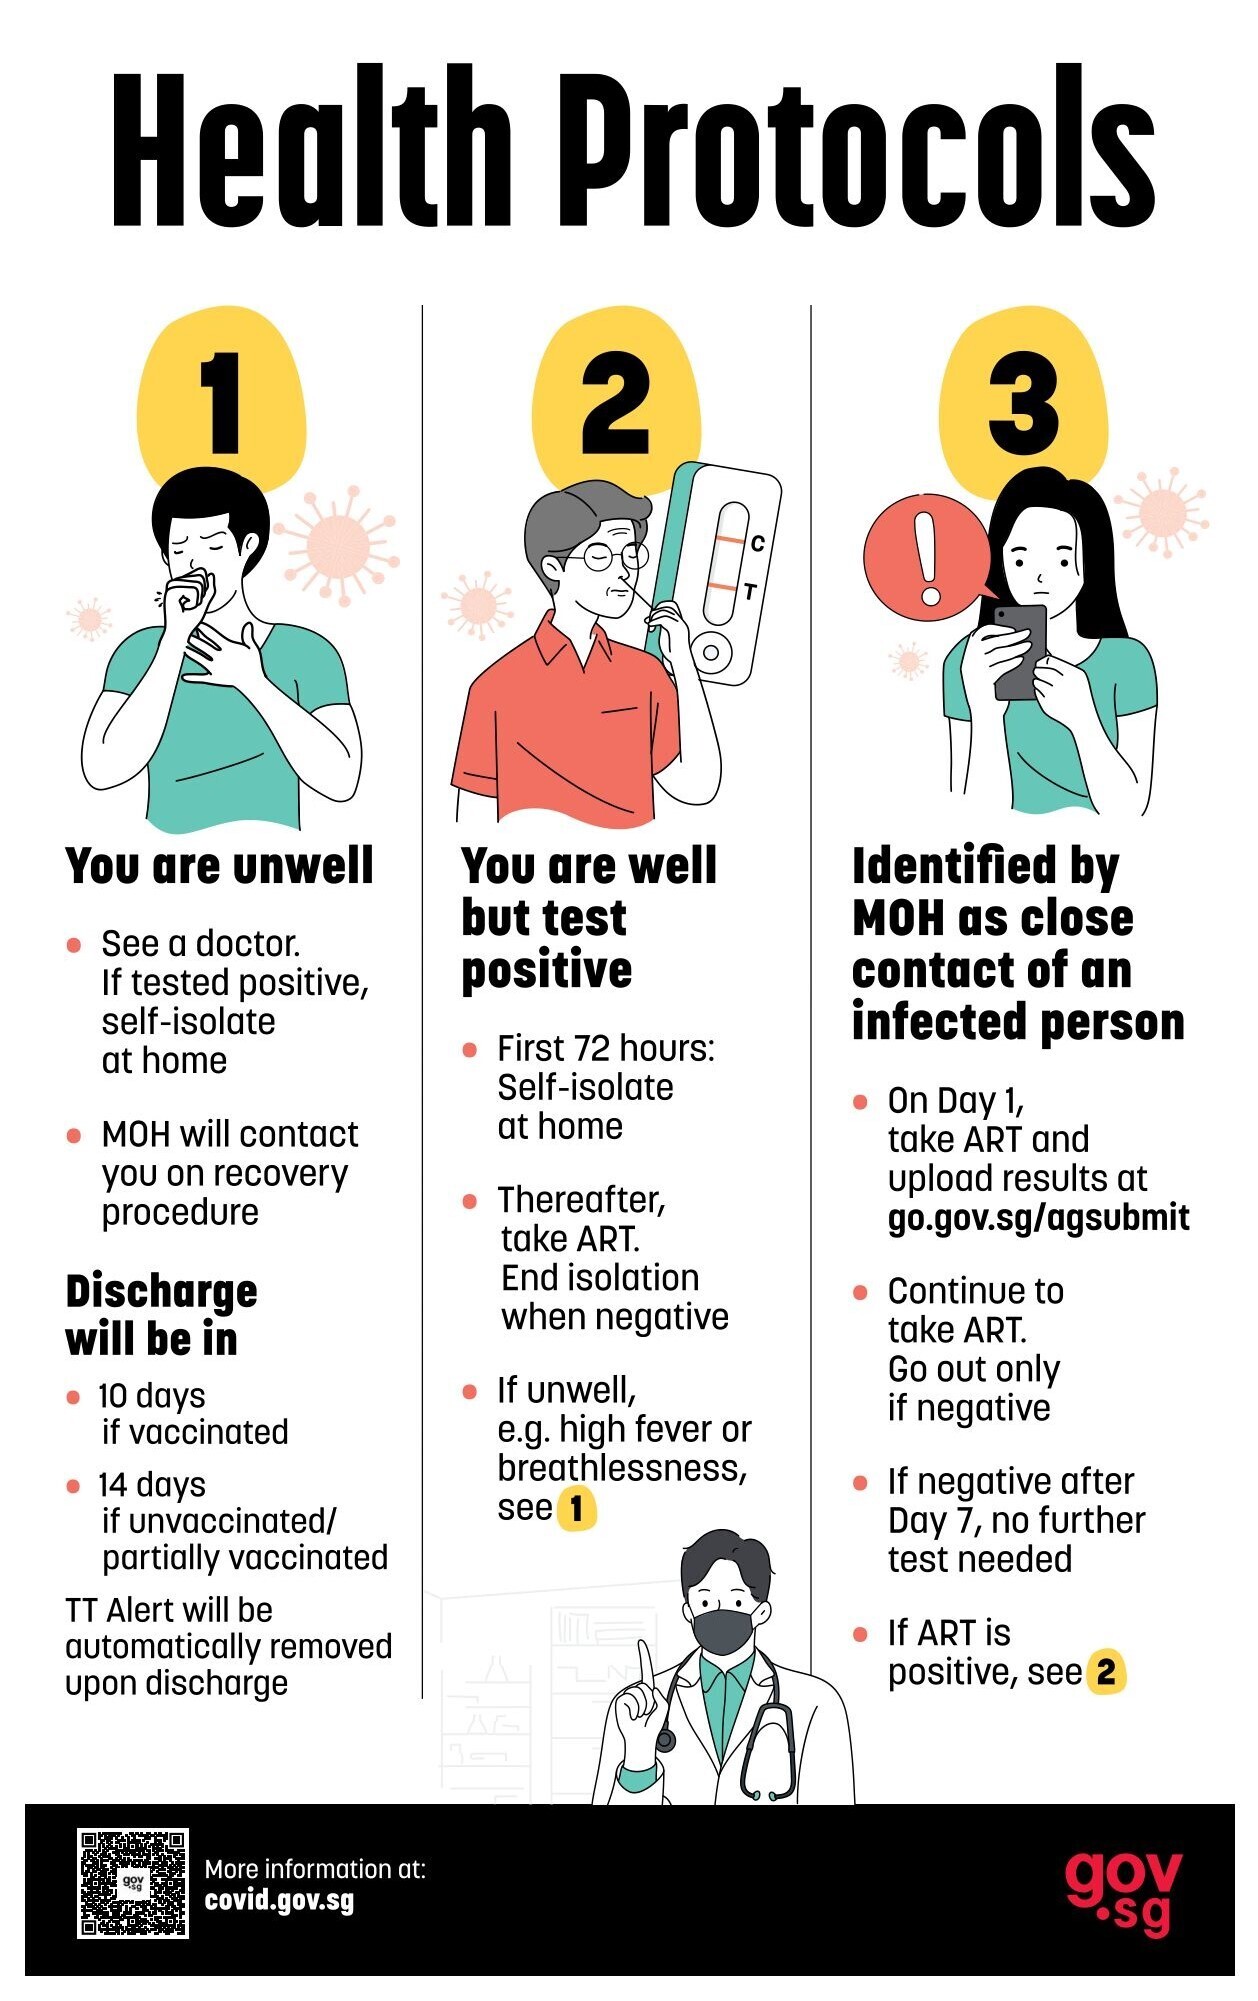 Health Protocols
1
You are unwell
• See a doctor.
If tested positive,
self-isolate
at home
• MOH will contact
you on recovery
procedure
Discharge
will be in
• 10 days
if vaccinated
• 14 days
if unvaccinated/
partially vaccinated
TT Alert will be
automatically removed
upon discharge
2
C
T
You are well
but test
positive
• First 72 hours:
Self-isolate
at home
• Thereafter,
take ART.
End isolation
when negative
• If unwell,
e.g. high fever or
breathlessness,
see 1
3
!
Identified by
MOH as close
contact of an
infected person
• On Day 1,
take ART and
upload results at
go.gov.sg/agsubmit
• Continue to
take ART.
Go out only
if negative
• If negative after
Day 7, no further
test needed
• If ART is
positive, see 2
gov
.sg
More information at:
covid.gov.sg
gov
.sg